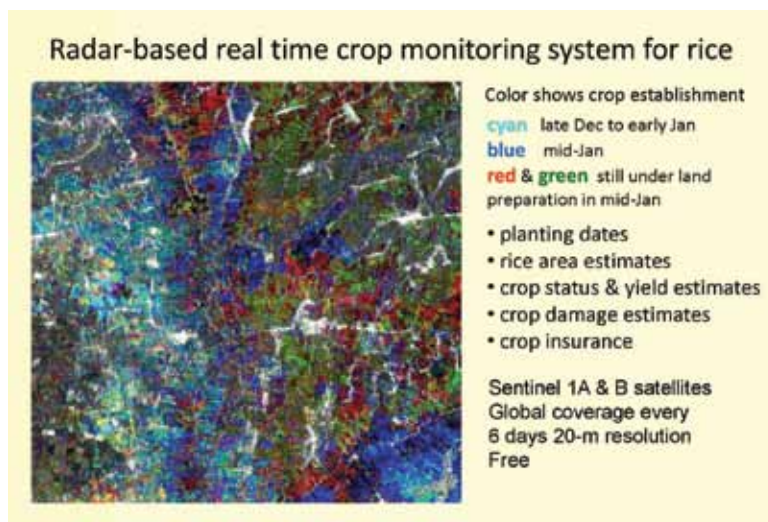 Radar-based real time crop monitoring system for rice
Color shows crop establishment
cyan late Dec to early Jan
blue mid-Jan
red & green still under land
preparation in mid-Jan
• planting dates
• rice area estimates
• crop status & yield estimates
• crop damage estimates
• crop insurance
Sentinel 1A & B satellites
Global coverage every
6 days 20-m resolution
Free